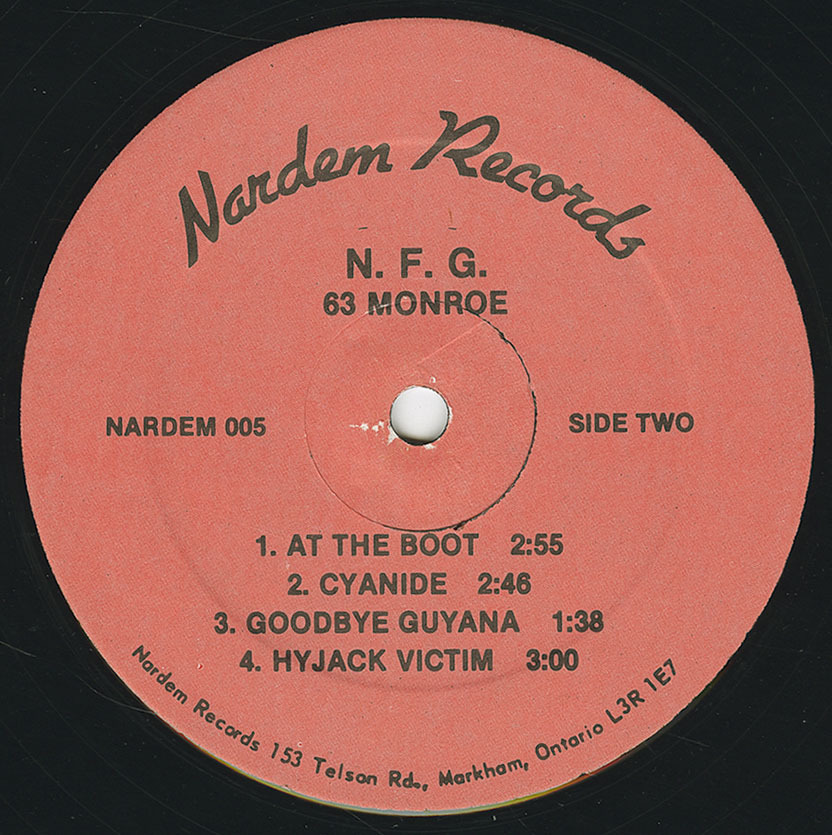 Nardem Records
N. F. G.
63 MONROE
NARDEM 005
SIDE TWO
1. AT THE BOOT 2:55
2. CYANIDE 2:46
3. GOODBYE GUYANA 1:38
4. HYJACK VICTIM 3:00
Nardem Records 153 Telson Rd., Markham, Ontario L3R 1E7